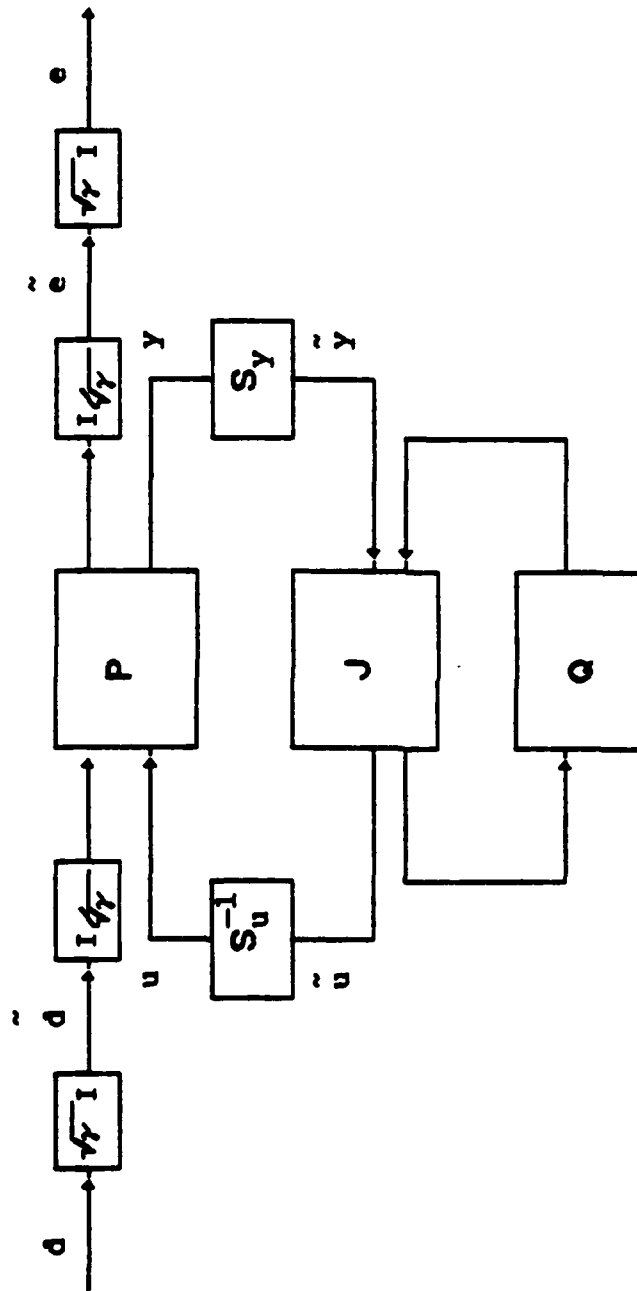 d
√γ I
d̃
I/√γ
P
I/√γ
ẽ
√γ I
e
u
y
S_u^{-1}
S_y
ũ
ỹ
J
Q